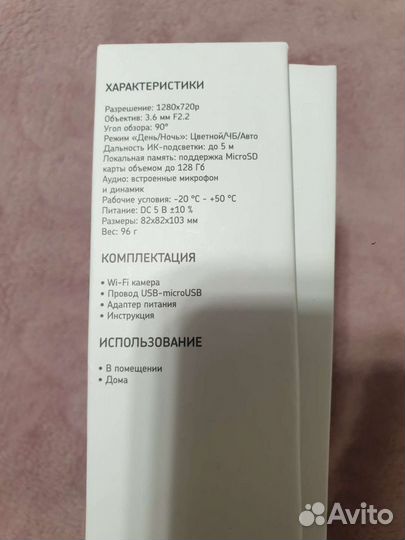 ХАРАКТЕРИСТИКИ
Разрешение: 1280x720p
Объектив: 3.6 мм F2.2
Угол обзора: 90°
Режим «День/Ночь»: Цветной/ЧБ/Авто
Дальность ИК-подсветки: до 5 м
Локальная память: поддержка MicroSD
карты объемом до 128 Гб
Аудио: встроенные микрофон
и динамик
Рабочие условия: -20 °C - +50 °C
Питание: DC 5 В ±10 %
Размеры: 82x82x103 мм
Вес: 96 г
КОМПЛЕКТАЦИЯ
• Wi-Fi камера
• Провод USB-microUSB
• Адаптер питания
• Инструкция
ИСПОЛЬЗОВАНИЕ
• В помещении
• Дома
Avito